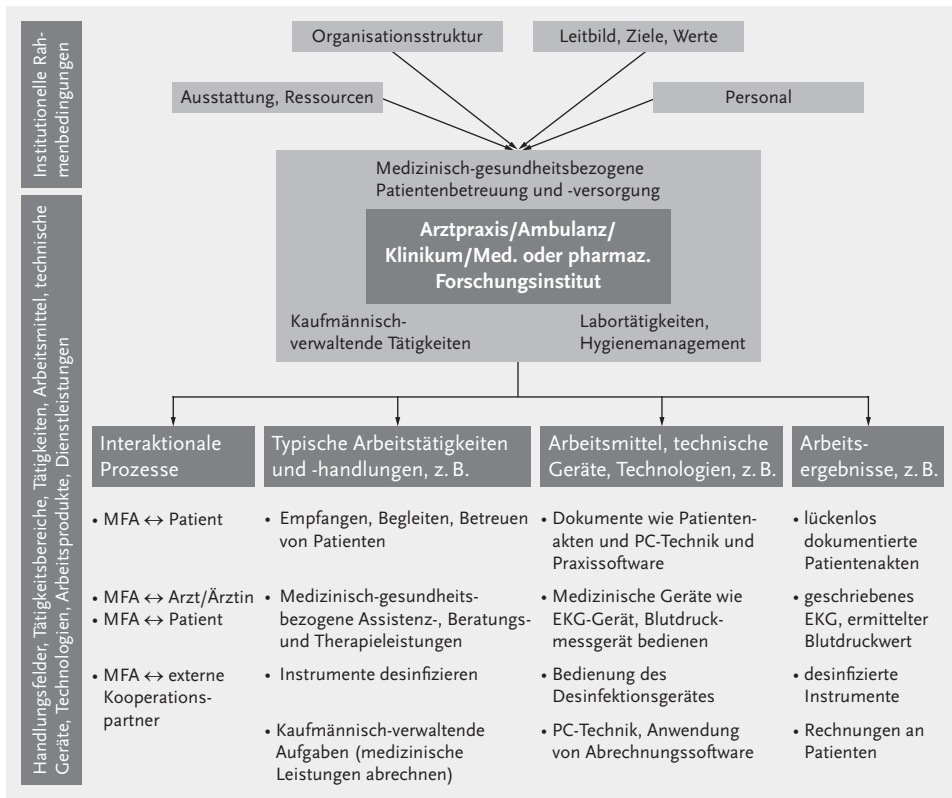 Institutionelle Rah-
menbedingungen
Organisationsstruktur
Leitbild, Ziele, Werte
Ausstattung, Ressourcen
Personal
Handlungsfelder, Tätigkeitsbereiche, Tätigkeiten, Arbeitsmittel, technische
Geräte, Technologien, Arbeitsprodukte, Dienstleistungen
Medizinisch-gesundheitsbezogene
Patientenbetreuung und -versorgung
Arztpraxis/Ambulanz/
Klinikum/Med. oder pharmaz.
Forschungsinstitut
Kaufmännisch-
verwaltende Tätigkeiten
Labortätigkeiten,
Hygienemanagement
Interaktionale
Prozesse
• MFA ↔ Patient
• MFA ↔ Arzt/Ärztin
• MFA ↔ Patient
• MFA ↔ externe
Kooperations-
partner
Typische Arbeitstätigkeiten
und -handlungen, z. B.
• Empfangen, Begleiten, Betreuen
von Patienten
• Medizinisch-gesundheits-
bezogene Assistenz-, Beratungs-
und Therapieleistungen
• Instrumente desinfizieren
• Kaufmännisch-verwaltende
Aufgaben (medizinische
Leistungen abrechnen)
Arbeitsmittel, technische
Geräte, Technologien, z. B.
• Dokumente wie Patienten-
akten und PC-Technik und
Praxissoftware
• Medizinische Geräte wie
EKG-Gerät, Blutdruck-
messgerät bedienen
• Bedienung des
Desinfektionsgerätes
• PC-Technik, Anwendung
von Abrechnungssoftware
Arbeits-
ergebnisse, z. B.
• lückenlos
dokumentierte
Patientenakten
• geschriebenes
EKG, ermittelter
Blutdruckwert
• desinfizierte
Instrumente
• Rechnungen an
Patienten